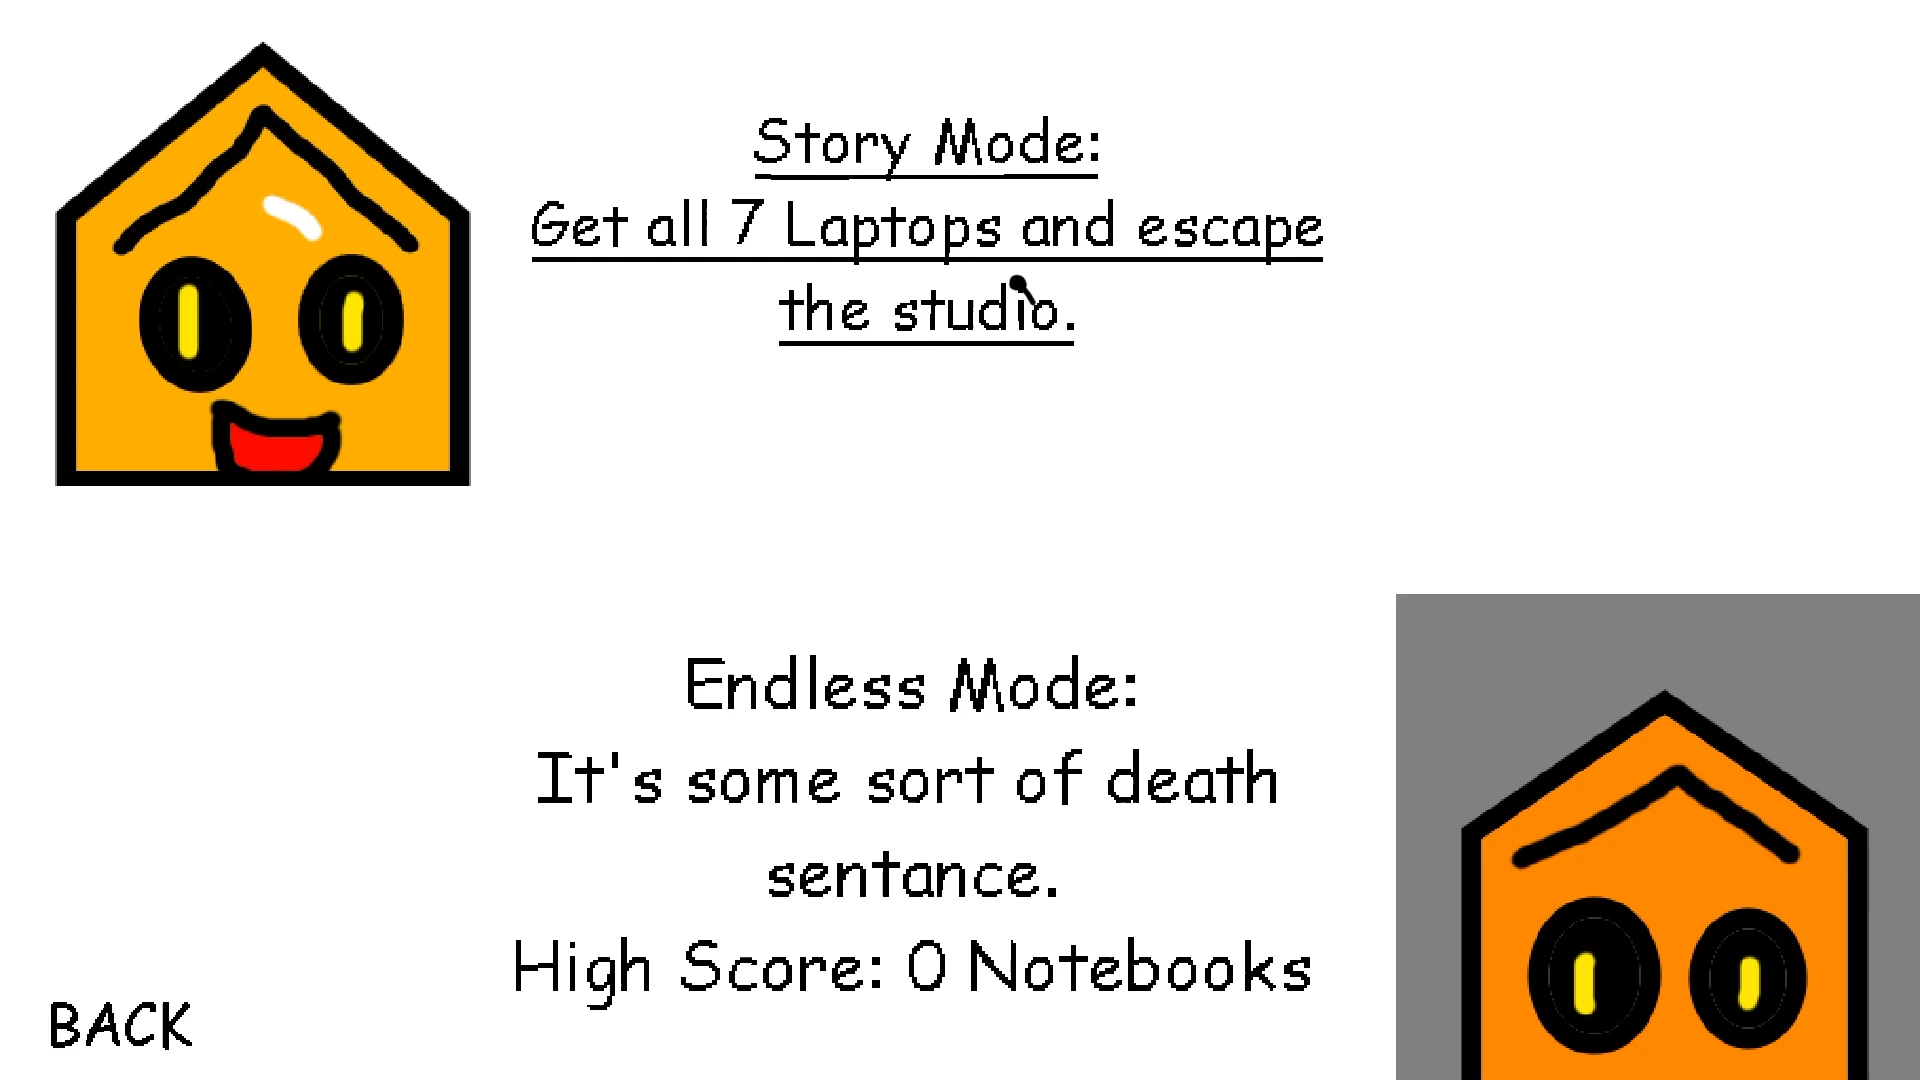 Story Mode:
Get all 7 Laptops and escape
the studio.
Endless Mode:
It's some sort of death
sentance.
High Score: 0 Notebooks
BACK